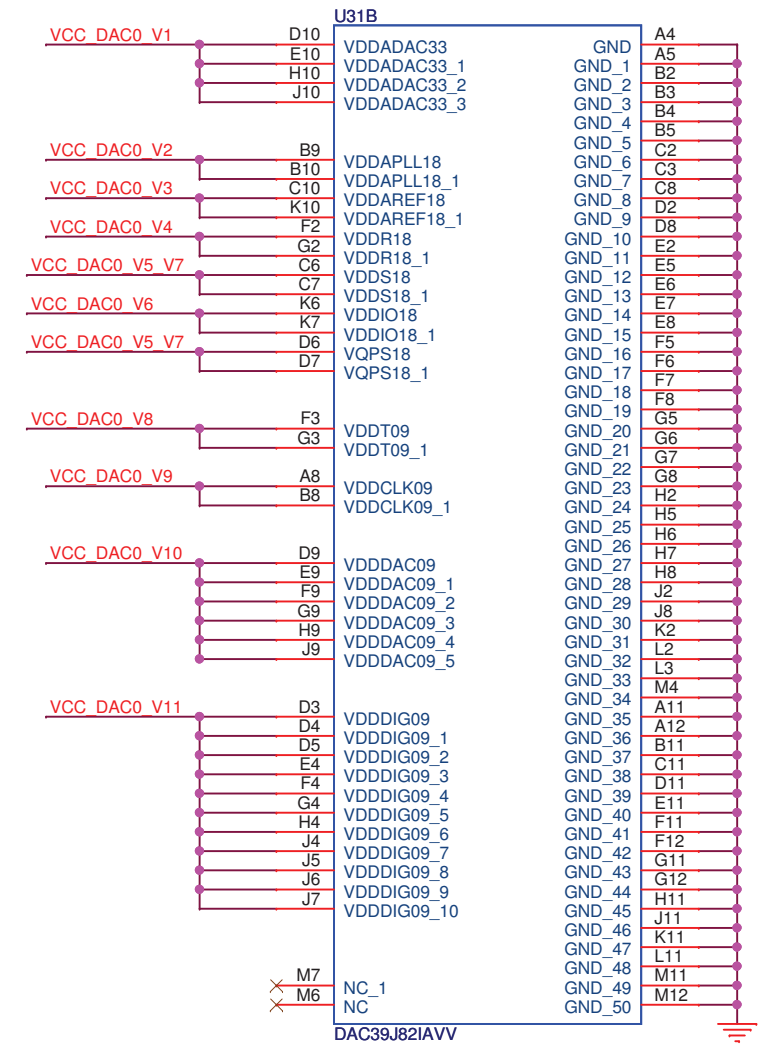 U31B
VCC_DAC0_V1 D10 VDDADAC33 GND A4
E10 VDDADAC33_1 GND_1 A5
H10 VDDADAC33_2 GND_2 B2
J10 VDDADAC33_3 GND_3 B3
GND_4 B4
GND_5 B5
VCC_DAC0_V2 B9 VDDAPLL18 GND_6 C2
B10 VDDAPLL18_1 GND_7 C3
VCC_DAC0_V3 C10 VDDAREF18 GND_8 C8
K10 VDDAREF18_1 GND_9 D2
VCC_DAC0_V4 F2 VDDR18 GND_10 D8
G2 VDDR18_1 GND_11 E2
VCC_DAC0_V5_V7 C6 VDDS18 GND_12 E5
C7 VDDS18_1 GND_13 E6
VCC_DAC0_V6 K6 VDDIO18 GND_14 E7
K7 VDDIO18_1 GND_15 E8
VCC_DAC0_V5_V7 D6 VQPS18 GND_16 F5
D7 VQPS18_1 GND_17 F6
GND_18 F7
GND_19 F8
VCC_DAC0_V8 F3 VDDT09 GND_20 G5
G3 VDDT09_1 GND_21 G6
GND_22 G7
VCC_DAC0_V9 A8 VDDCLK09 GND_23 G8
B8 VDDCLK09_1 GND_24 H2
GND_25 H5
GND_26 H6
VCC_DAC0_V10 D9 VDDDAC09 GND_27 H7
E9 VDDDAC09_1 GND_28 H8
F9 VDDDAC09_2 GND_29 J2
G9 VDDDAC09_3 GND_30 J8
H9 VDDDAC09_4 GND_31 K2
J9 VDDDAC09_5 GND_32 L2
GND_33 L3
GND_34 M4
VCC_DAC0_V11 D3 VDDDIG09 GND_35 A11
D4 VDDDIG09_1 GND_36 A12
D5 VDDDIG09_2 GND_37 B11
E4 VDDDIG09_3 GND_38 C11
F4 VDDDIG09_4 GND_39 D11
G4 VDDDIG09_5 GND_40 E11
H4 VDDDIG09_6 GND_41 F11
J4 VDDDIG09_7 GND_42 F12
J5 VDDDIG09_8 GND_43 G11
J6 VDDDIG09_9 GND_44 G12
J7 VDDDIG09_10 GND_45 H11
GND_46 J11
GND_47 K11
GND_48 L11
M7 NC_1 GND_49 M11
M6 NC GND_50 M12
DAC39J82IAVV